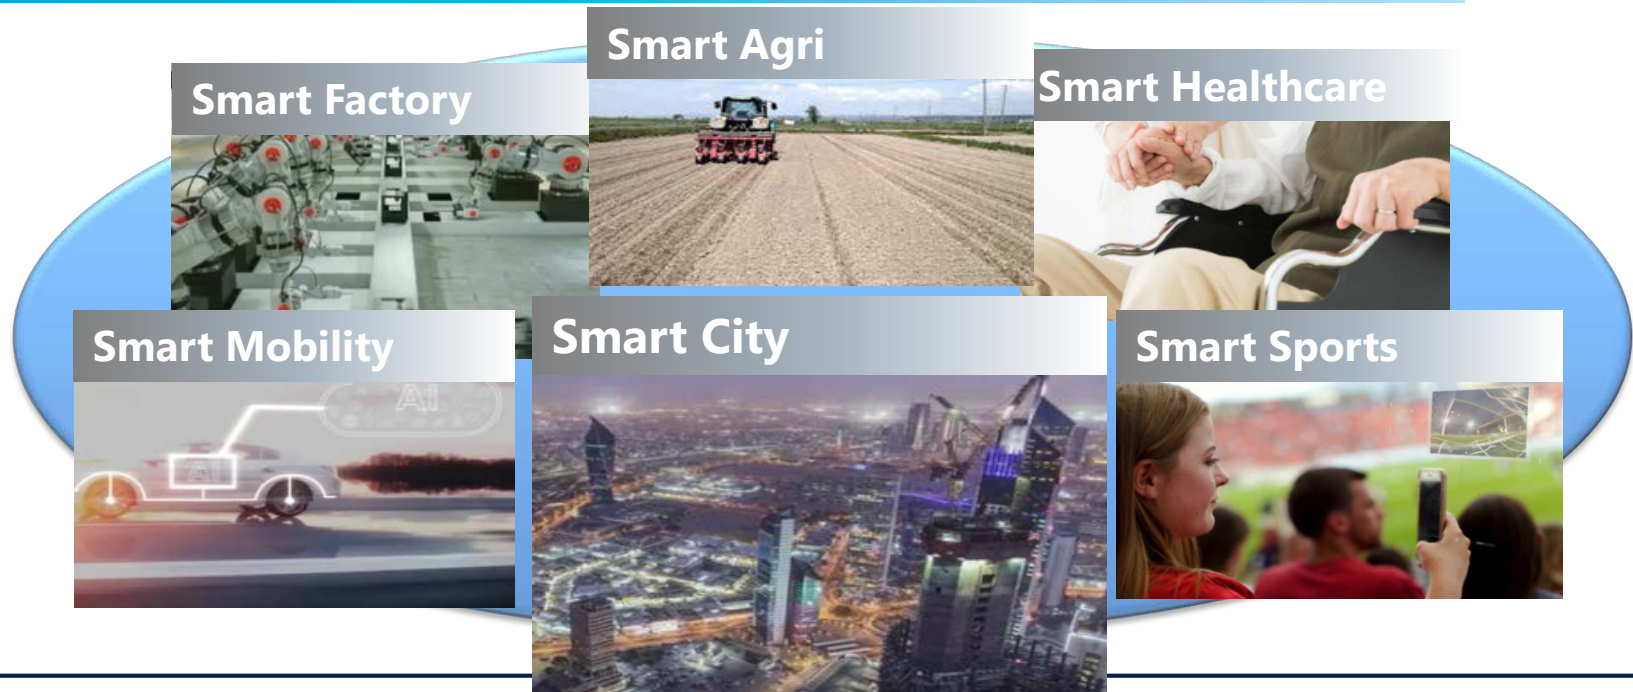 Smart Agri
Smart Factory
Smart Healthcare
Smart Mobility
Smart City
Smart Sports
AI
AI